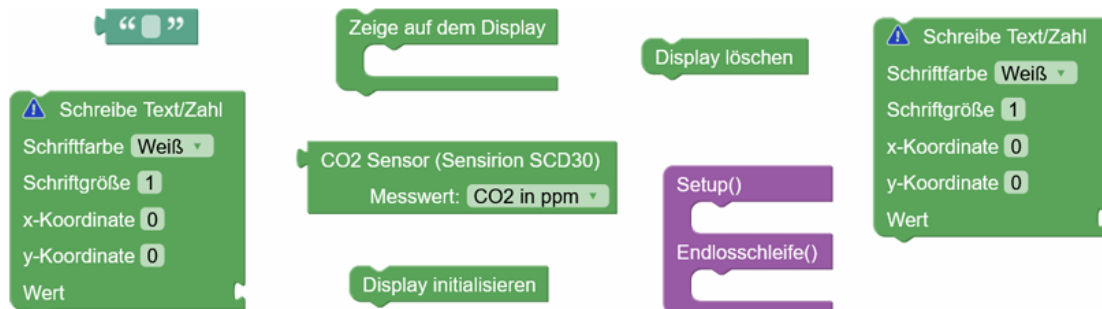 “ ”
Zeige auf dem Display
Display löschen
Schreibe Text/Zahl
Schriftfarbe Weiß
Schriftgröße 1
x-Koordinate 0
y-Koordinate 0
Wert
Schreibe Text/Zahl
Schriftfarbe Weiß
Schriftgröße 1
x-Koordinate 0
y-Koordinate 0
Wert
CO2 Sensor (Sensirion SCD30)
Messwert: CO2 in ppm
Display initialisieren
Setup()
Endlosschleife()